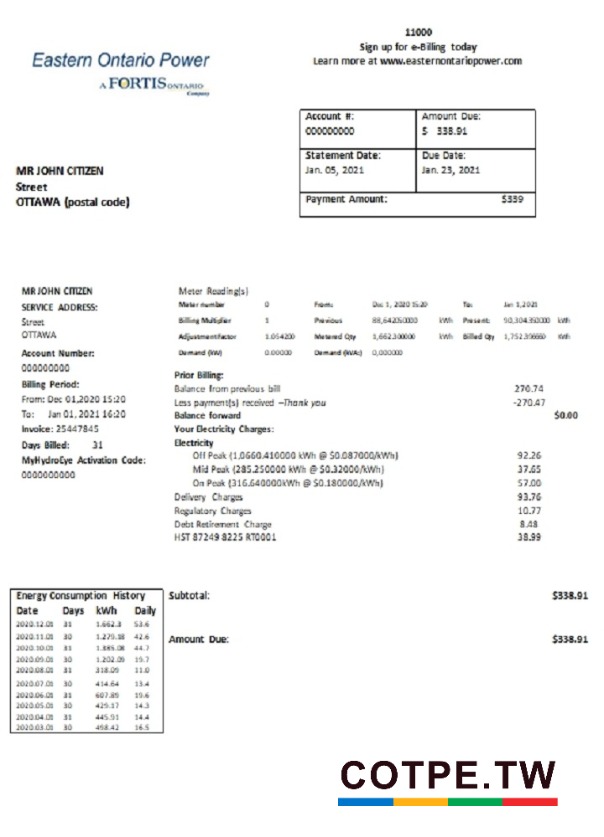 11000
Sign up for e-Billing today
Learn more at www.easternontariopower.com
Eastern Ontario Power
A FORTIS ONTARIO
Company
Account #: Amount Due:
000000000 $ 338.91
Statement Date: Due Date:
Jan. 05, 2021 Jan. 23, 2021
Payment Amount: $339
MR JOHN CITIZEN
Street
OTTAWA (postal code)
MR JOHN CITIZEN
SERVICE ADDRESS:
Street
OTTAWA
Account Number:
000000000
Billing Period:
From: Dec 01,2020 15:20
To: Jan 01, 2021 16:20
Invoice: 25447845
Days Billed: 31
MyHydroEye Activation Code:
0000000000
Meter Reading(s)
Meter number 0 From: Dec 1, 2020 15:20 To: Jan 1,2021
Billing Multiplier 1 Previous 88,642050000 kWh Present: 90,304.350000 kWh
Adjustment factor 1.054200 Metered Qty 1,662.300000 kWh Billed Qty 1,752.396660 kWh
Demand (kW) 0.00000 Demand (kVA;) 0,000000
Prior Billing:
Balance from previous bill 270.74
Less payment(s) received --Thank you -270.47
Balance forward $0.00
Your Electricity Charges:
Electricity
Off Peak (1,0660.410000 kWh @ $0.087000/kWh) 92.26
Mid Peak (285.250000 kWh @ $0.32000/kWh) 37.65
On Peak (316.640000kWh @ $0.180000/kWh) 57.00
Delivery Charges 93.76
Regulatory Charges 10.77
Debt Retirement Charge 8.48
HST 87249 8225 RT0001 38.99
Energy Consumption History
Date Days kWh Daily
2020.12.01 31 1.662.3 53.6
2020.11.01 30 1.279.18 42.6
2020.10.01 31 1.385.08 44.7
2020.09.01 30 1.202.09 19.7
2020.08.01 31 318.09 11.0
2020.07.01 30 414.64 13.4
2020.06.01 31 607.89 19.6
2020.05.01 30 429.17 14.3
2020.04.01 31 445.91 14.4
2020.03.01 30 498.42 16.5
Subtotal: $338.91
Amount Due: $338.91
COTPE.TW